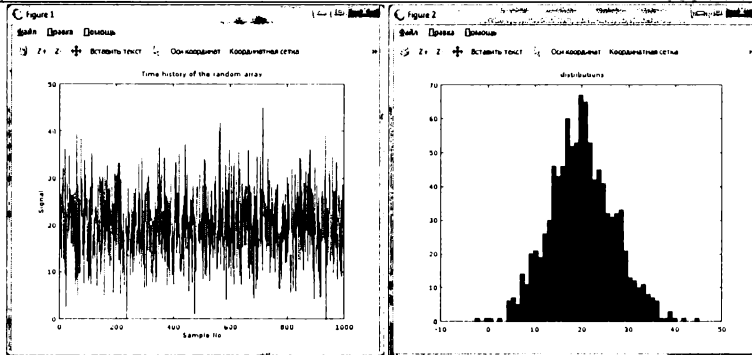 Figure 1
Файл Правка Помощь
Z+ Z- Вставить текст Оси координат Координатная сетка »
Time history of the random array
50
40
30
20
10
0
Signal
0 200 400 600 800 1000
Sample No
Figure 2
Файл Правка Помощь
Z+ Z Вставить текст Оси координат Координатная сетка
distributions
70
60
50
40
30
20
10
0
-10 0 10 20 30 40 50